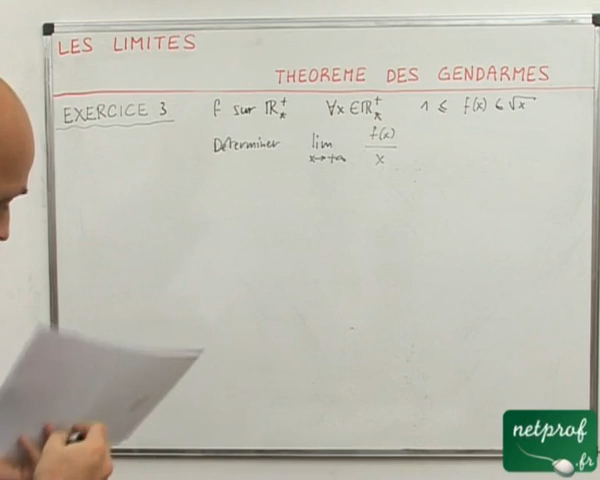 LES LIMITES
THEOREME DES GENDARMES
EXERCICE 3 f sur ℝ⁺* ∀x ∈ ℝ⁺* 1 ≤ f(x) ≤ √x
Déterminer lim x→+∞ f(x)/x
netprof
.fr